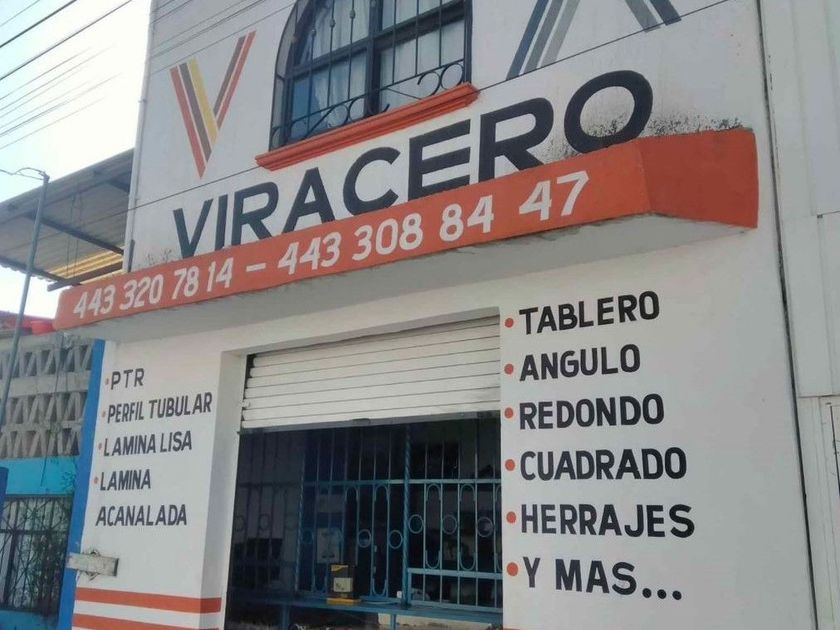 VIRACERO
443 320 78 14 - 443 308 84 47
• PTR
• PERFIL TUBULAR
• LAMINA LISA
• LAMINA
ACANALADA
• TABLERO
• ANGULO
• REDONDO
• CUADRADO
• HERRAJES
• Y MAS...